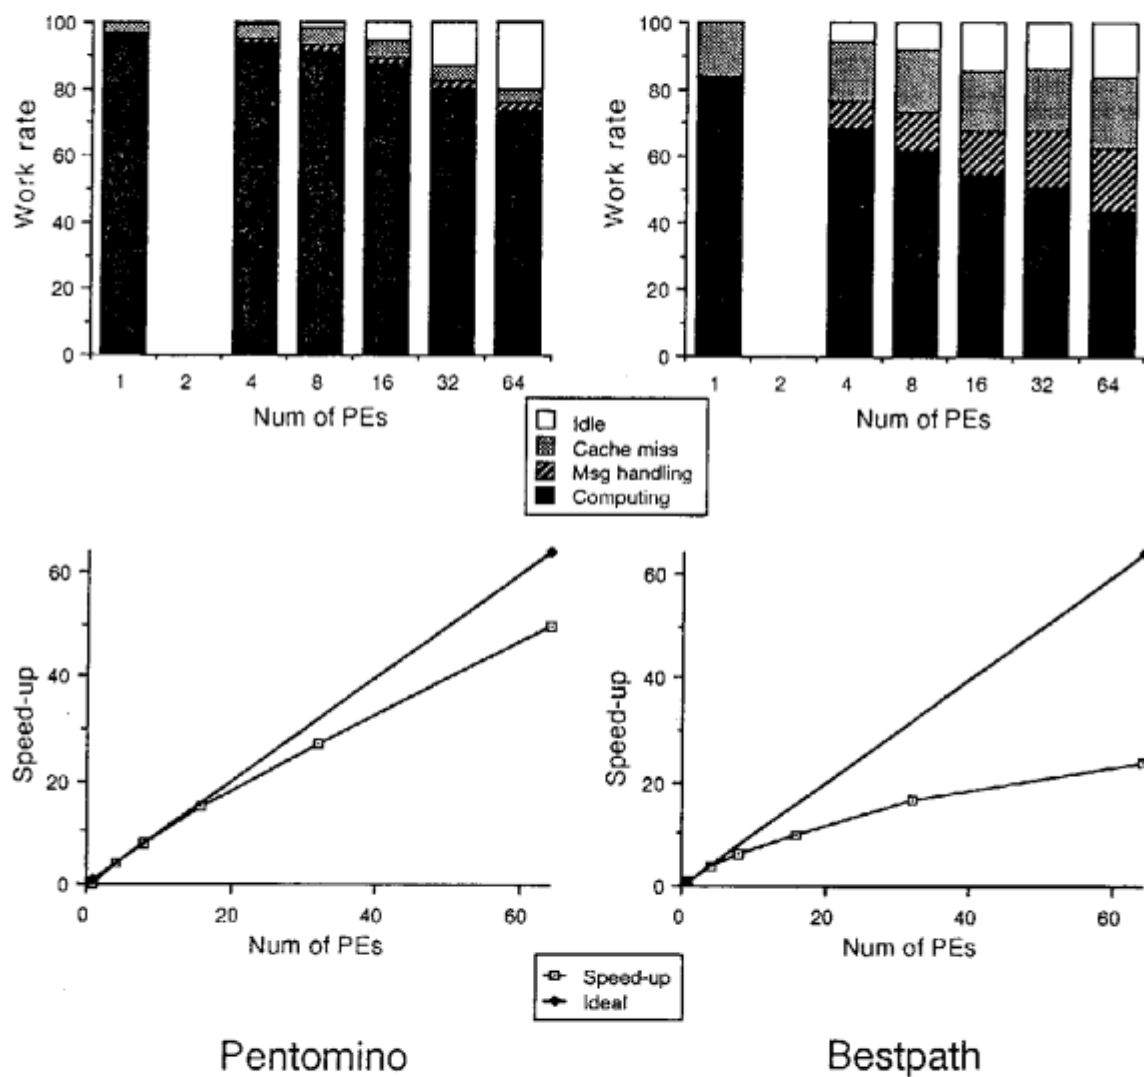 100
80
60
40
20
0
Work rate
1 2 4 8 16 32 64
Num of PEs
100
80
60
40
20
0
Work rate
1 2 4 8 16 32 64
Num of PEs
Idle
Cache miss
Msg handling
Computing
60
40
20
0
Speed-up
0 20 40 60
Num of PEs
60
40
20
0
Speed-up
0 20 40 60
Num of PEs
Speed-up
Ideal
Pentomino
Bestpath